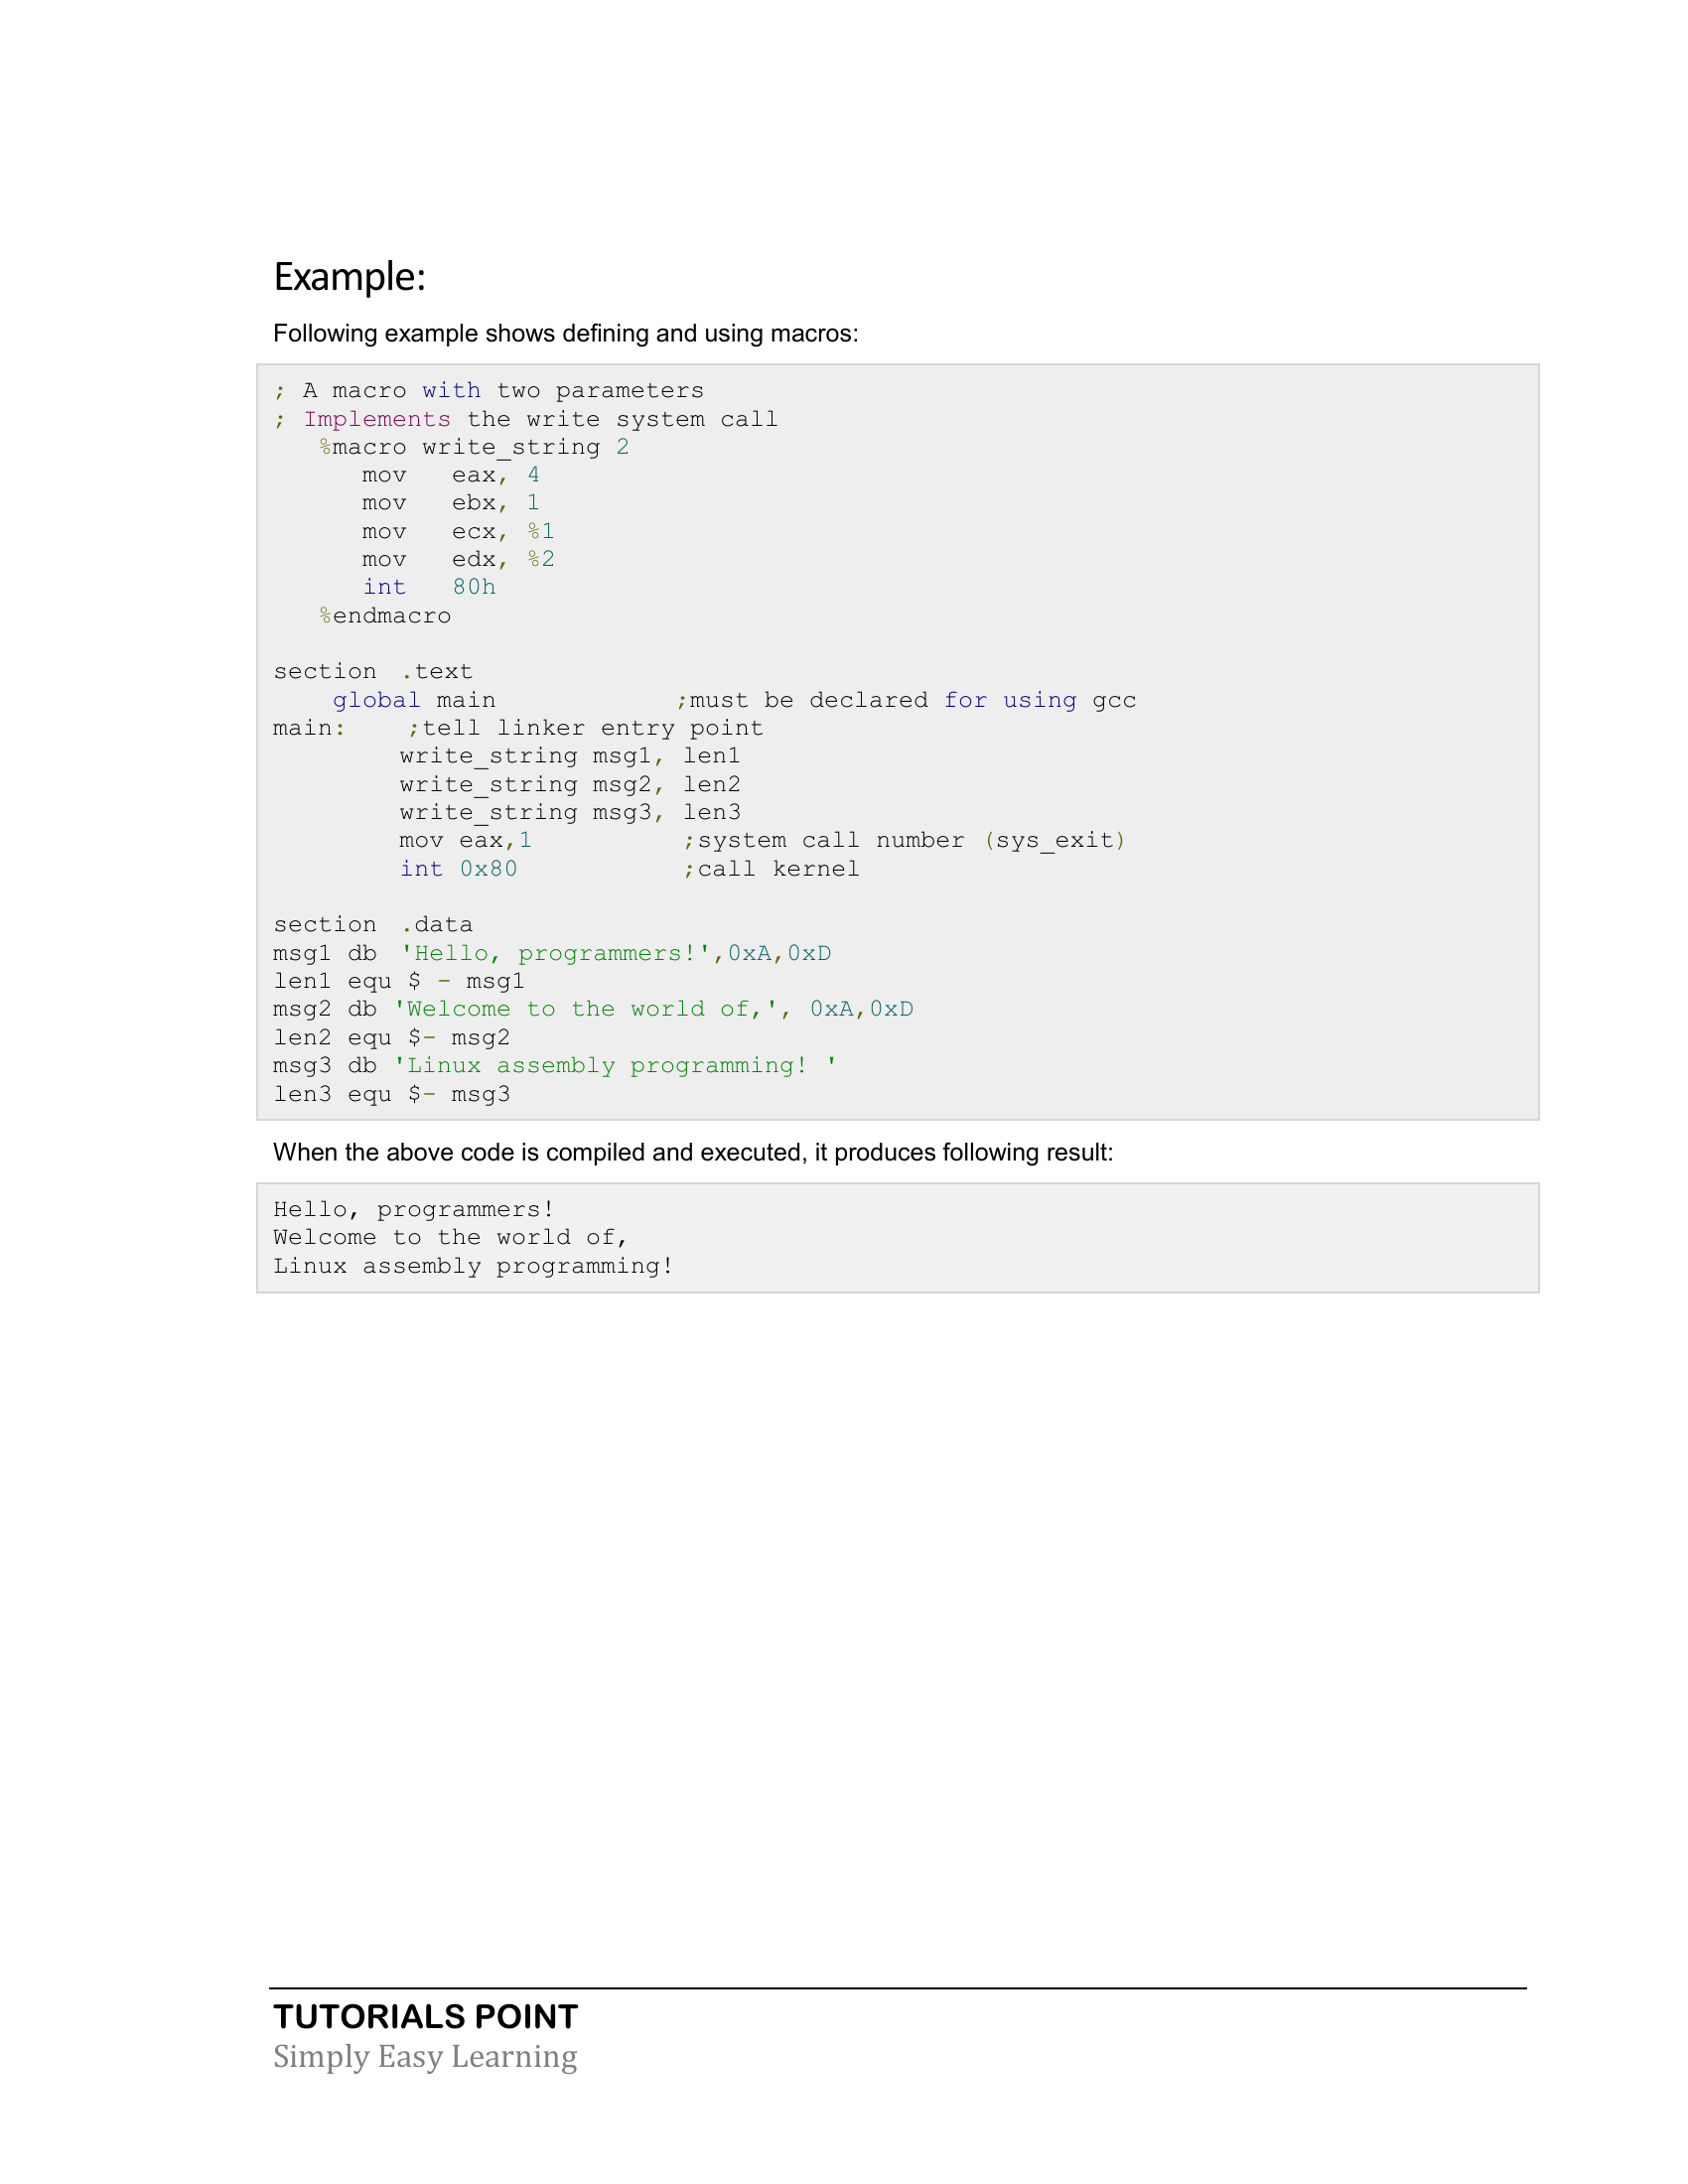 Example:
Following example shows defining and using macros:
; A macro with two parameters
; Implements the write system call
   %macro write_string 2
      mov   eax, 4
      mov   ebx, 1
      mov   ecx, %1
      mov   edx, %2
      int   80h
   %endmacro

section .text
    global main            ;must be declared for using gcc
main:    ;tell linker entry point
        write_string msg1, len1
        write_string msg2, len2
        write_string msg3, len3
        mov eax,1          ;system call number (sys_exit)
        int 0x80           ;call kernel

section .data
msg1 db 'Hello, programmers!',0xA,0xD
len1 equ $ - msg1
msg2 db 'Welcome to the world of,', 0xA,0xD
len2 equ $- msg2
msg3 db 'Linux assembly programming! '
len3 equ $- msg3
When the above code is compiled and executed, it produces following result:
Hello, programmers!
Welcome to the world of,
Linux assembly programming!
TUTORIALS POINT
Simply Easy Learning